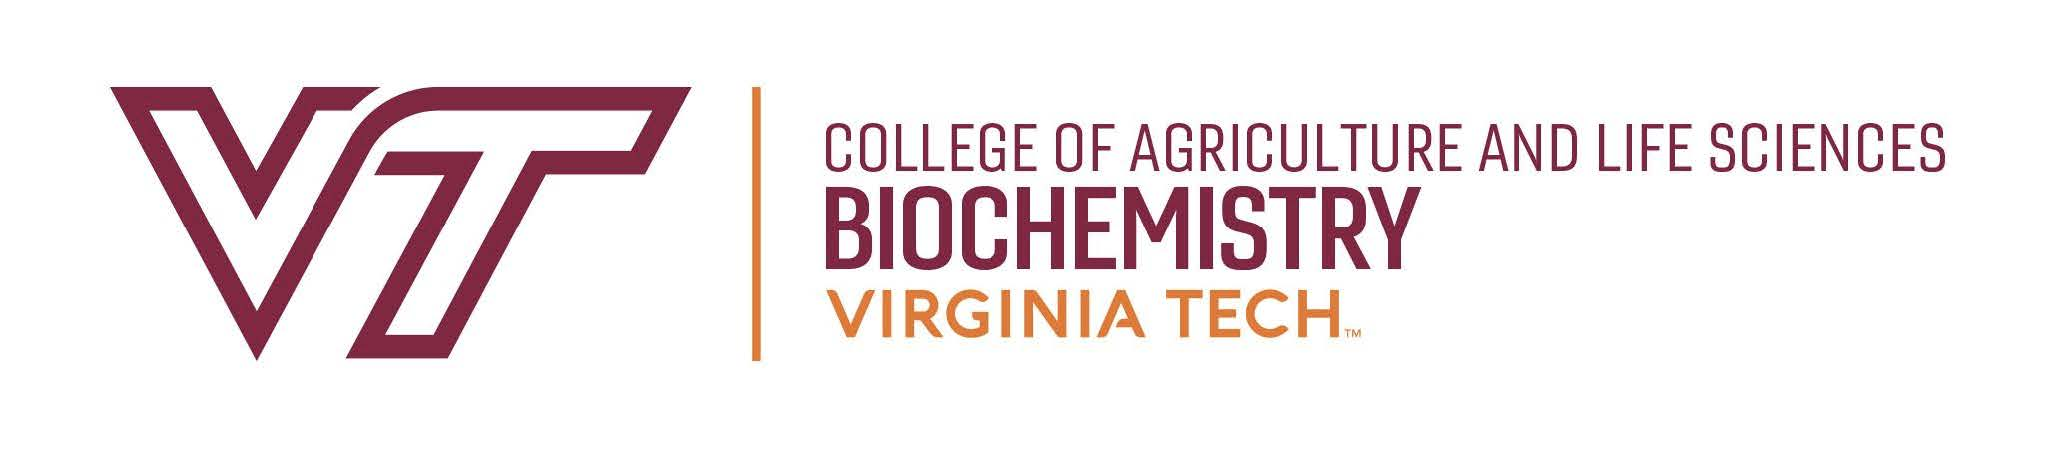 VT
COLLEGE OF AGRICULTURE AND LIFE SCIENCES
BIOCHEMISTRY
VIRGINIA TECH™